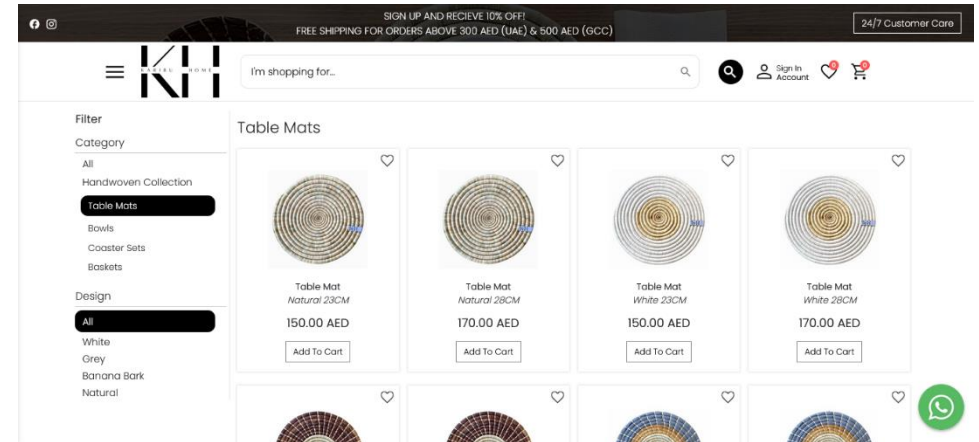 SIGN UP AND RECIEVE 10% OFF!
FREE SHIPPING FOR ORDERS ABOVE 300 AED (UAE) & 500 AED (GCC)
24/7 Customer Care
KH
KARIBU HOME
I'm shopping for...
Sign In
Account
0
0
Filter
Category
All
Handwoven Collection
Table Mats
Bowls
Coaster Sets
Baskets
Design
All
White
Grey
Banana Bark
Natural
Table Mats
Table Mat
Natural 23CM
150.00 AED
Add To Cart
Table Mat
Natural 28CM
170.00 AED
Add To Cart
Table Mat
White 23CM
150.00 AED
Add To Cart
Table Mat
White 28CM
170.00 AED
Add To Cart